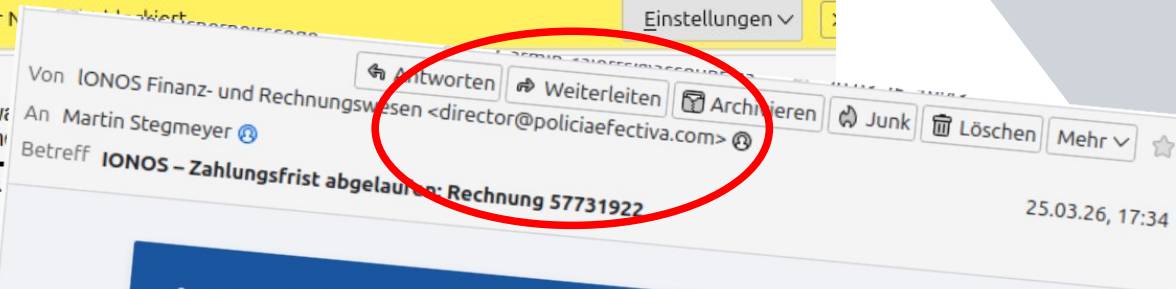 Einstellungen
Antworten Weiterleiten Archivieren Junk Löschen Mehr
Von IONOS Finanz- und Rechnungswesen <director@policiaefectiva.com>
An Martin Stegmeyer
Betreff IONOS – Zahlungsfrist abgelaufen: Rechnung 57731922
25.03.26, 17:34